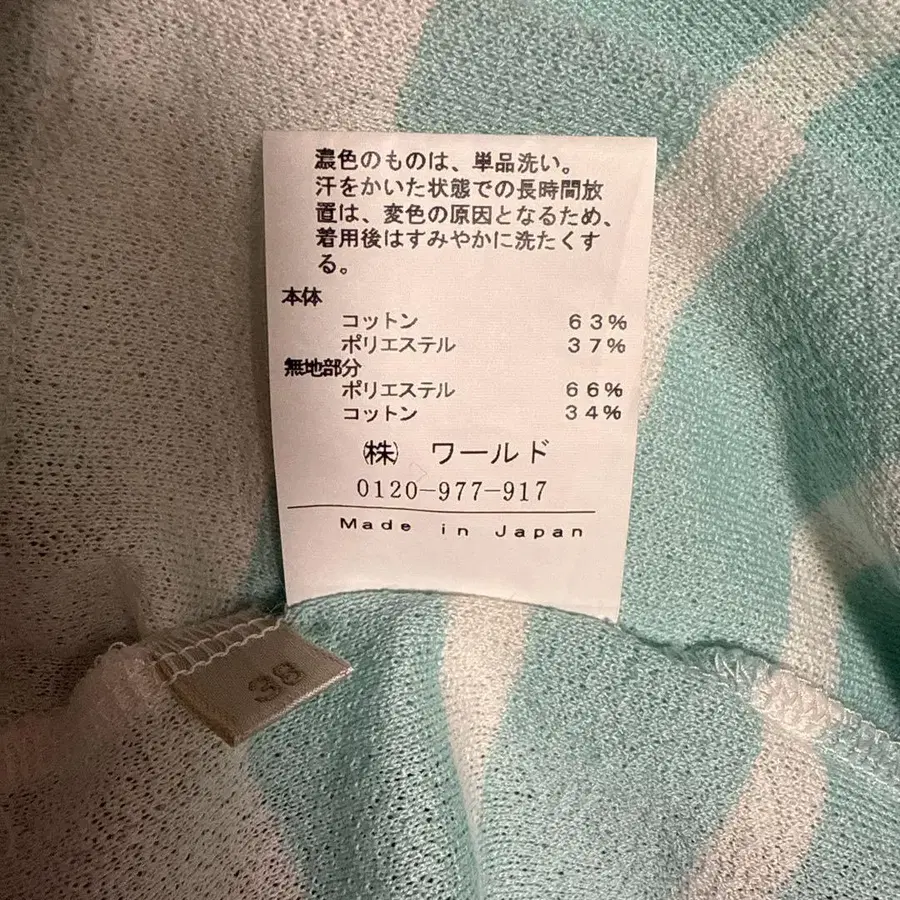 濃色のものは、単品洗い。
汗をかいた状態での長時間放
置は、変色の原因となるため、
着用後はすみやかに洗たくす
る。
本体
コットン 63%
ポリエステル 37%
無地部分
ポリエステル 66%
コットン 34%
㈱ ワールド
0120-977-917
Made in Japan
38